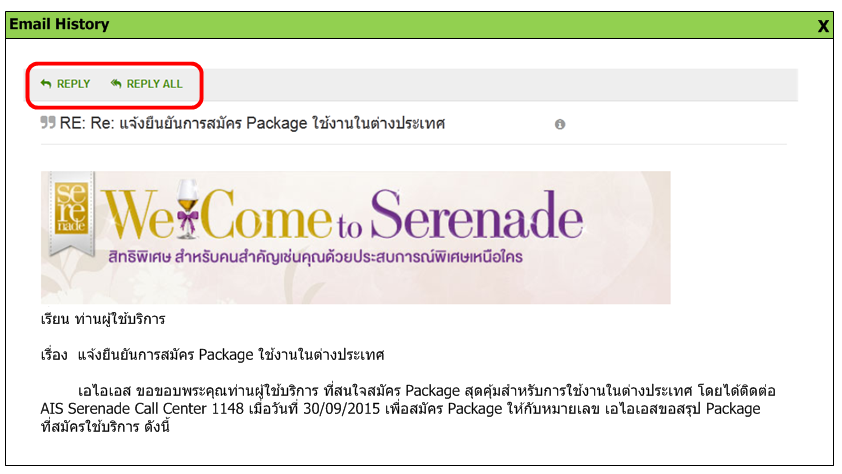 Email History X
REPLY REPLY ALL
RE: Re: แจ้งยืนยันการสมัคร Package ใช้งานในต่างประเทศ
se
re
nade
WelCome to Serenade
สิทธิพิเศษ สำหรับคนสำคัญเช่นคุณด้วยประสบการณ์พิเศษเหนือใคร
เรียน ท่านผู้ใช้บริการ
เรื่อง แจ้งยืนยันการสมัคร Package ใช้งานในต่างประเทศ
เอไอเอส ขอขอบพระคุณท่านผู้ใช้บริการ ที่สนใจสมัคร Package สุดคุ้มสำหรับการใช้งานในต่างประเทศ โดยได้ติดต่อ
AIS Serenade Call Center 1148 เมื่อวันที่ 30/09/2015 เพื่อสมัคร Package ให้กับหมายเลข เอไอเอสขอสรุป Package
ที่สมัครใช้บริการ ดังนี้